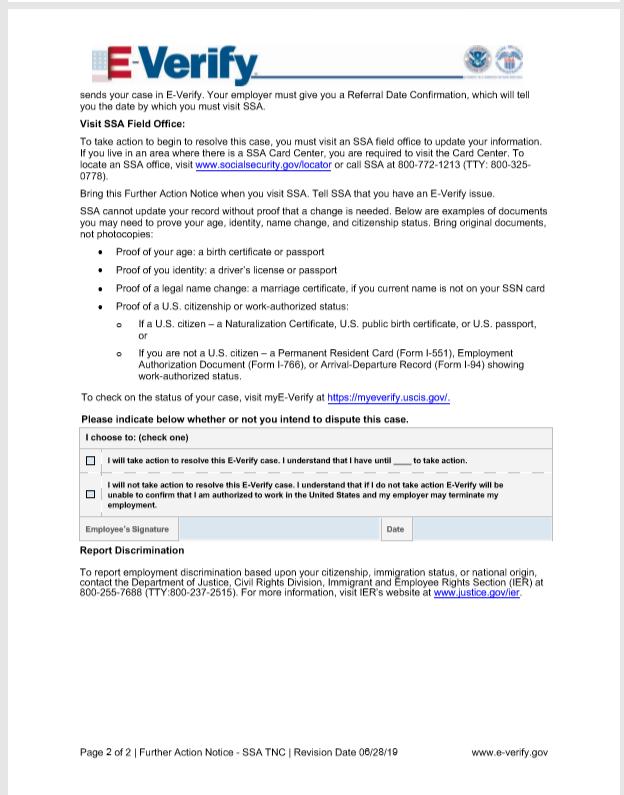 E-Verify
sends your case in E-Verify. Your employer must give you a Referral Date Confirmation, which will tell
you the date by which you must visit SSA.
Visit SSA Field Office:
To take action to begin to resolve this case, you must visit an SSA field office to update your information.
If you live in an area where there is a SSA Card Center, you are required to visit the Card Center. To
locate an SSA office, visit www.socialsecurity.gov/locator or call SSA at 800-772-1213 (TTY: 800-325-
0778).
Bring this Further Action Notice when you visit SSA. Tell SSA that you have an E-Verify issue.
SSA cannot update your record without proof that a change is needed. Below are examples of documents
you may need to prove your age, identity, name change, and citizenship status. Bring original documents,
not photocopies:
• Proof of your age: a birth certificate or passport
• Proof of you identity: a driver's license or passport
• Proof of a legal name change: a marriage certificate, if you current name is not on your SSN card
• Proof of a U.S. citizenship or work-authorized status:
o If a U.S. citizen – a Naturalization Certificate, U.S. public birth certificate, or U.S. passport,
or
o If you are not a U.S. citizen – a Permanent Resident Card (Form I-551), Employment
Authorization Document (Form I-766), or Arrival-Departure Record (Form I-94) showing
work-authorized status.
To check on the status of your case, visit myE-Verify at https://myeverify.uscis.gov/.
Please indicate below whether or not you intend to dispute this case.
I choose to: (check one)
I will take action to resolve this E-Verify case. I understand that I have until ____ to take action.
I will not take action to resolve this E-Verify case. I understand that if I do not take action E-Verify will be
unable to confirm that I am authorized to work in the United States and my employer may terminate my
employment.
Employee's Signature Date
Report Discrimination
To report employment discrimination based upon your citizenship, immigration status, or national origin,
contact the Department of Justice, Civil Rights Division, Immigrant and Employee Rights Section (IER) at
800-255-7688 (TTY:800-237-2515). For more information, visit IER's website at www.justice.gov/ier.
Page 2 of 2 | Further Action Notice - SSA TNC | Revision Date 06/28/19 www.e-verify.gov